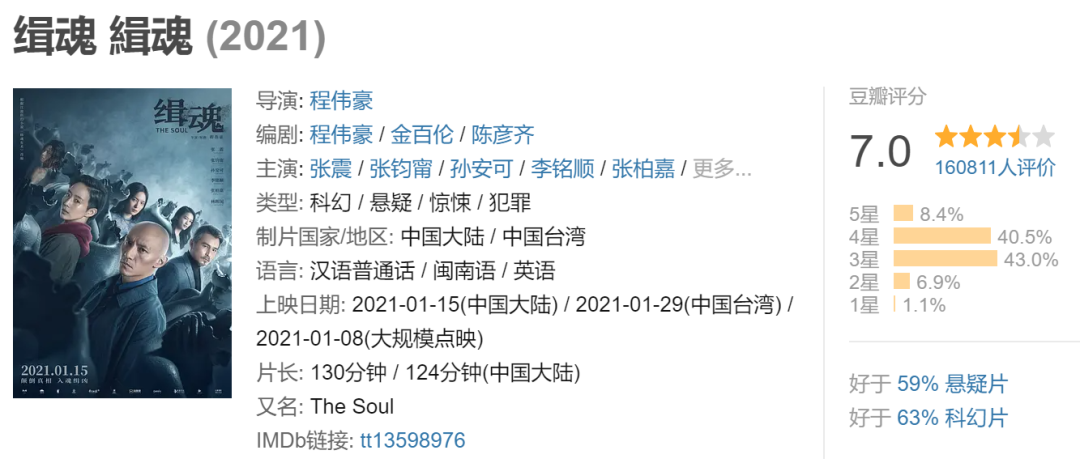 缉魂 緝魂 (2021)
缉魂
THE SOUL
2021.01.15
颠倒真相 入魂缉凶
导演: 程伟豪
编剧: 程伟豪 / 金百伦 / 陈彦齐
主演: 张震 / 张钧甯 / 孙安可 / 李铭顺 / 张柏嘉 / 更多...
类型: 科幻 / 悬疑 / 惊悚 / 犯罪
制片国家/地区: 中国大陆 / 中国台湾
语言: 汉语普通话 / 闽南语 / 英语
上映日期: 2021-01-15(中国大陆) / 2021-01-29(中国台湾) /
2021-01-08(大规模点映)
片长: 130分钟 / 124分钟(中国大陆)
又名: The Soul
IMDb链接: tt13598976
豆瓣评分
7.0
160811人评价
5星 8.4%
4星 40.5%
3星 43.0%
2星 6.9%
1星 1.1%
好于 59% 悬疑片
好于 63% 科幻片